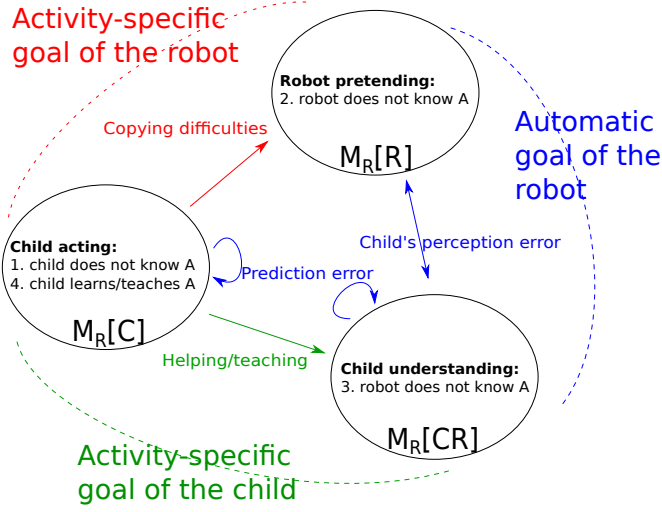 Activity-specific
goal of the robot
Robot pretending:
2. robot does not know A
M_R[R]
Copying difficulties
Automatic
goal of the
robot
Child's perception error
Child acting:
1. child does not know A
4. child learns/teaches A
M_R[C]
Prediction error
Helping/teaching
Child understanding:
3. robot does not know A
M_R[CR]
Activity-specific
goal of the child